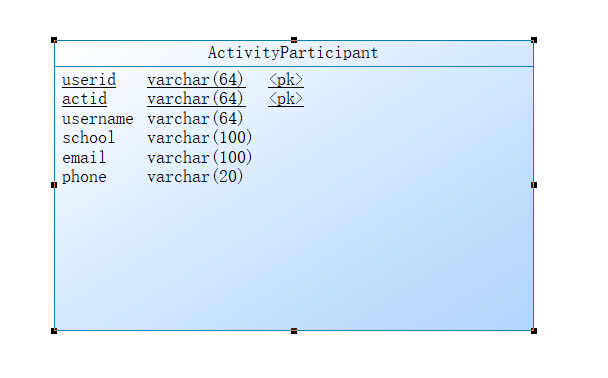 ActivityParticipant
userid varchar(64) <pk>
actid varchar(64) <pk>
username varchar(64)
school varchar(100)
email varchar(100)
phone varchar(20)